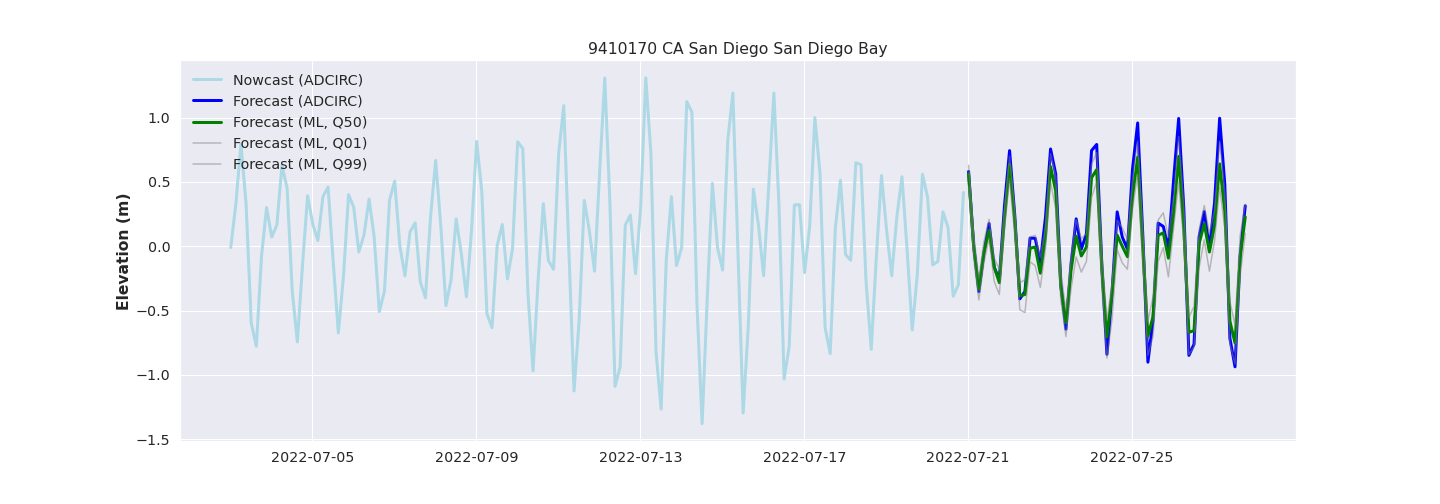 9410170 CA San Diego San Diego Bay
Nowcast (ADCIRC)
Forecast (ADCIRC)
Forecast (ML, Q50)
Forecast (ML, Q01)
Forecast (ML, Q99)
Elevation (m)
1.0
0.5
0.0
−0.5
−1.0
−1.5
2022-07-05 2022-07-09 2022-07-13 2022-07-17 2022-07-21 2022-07-25